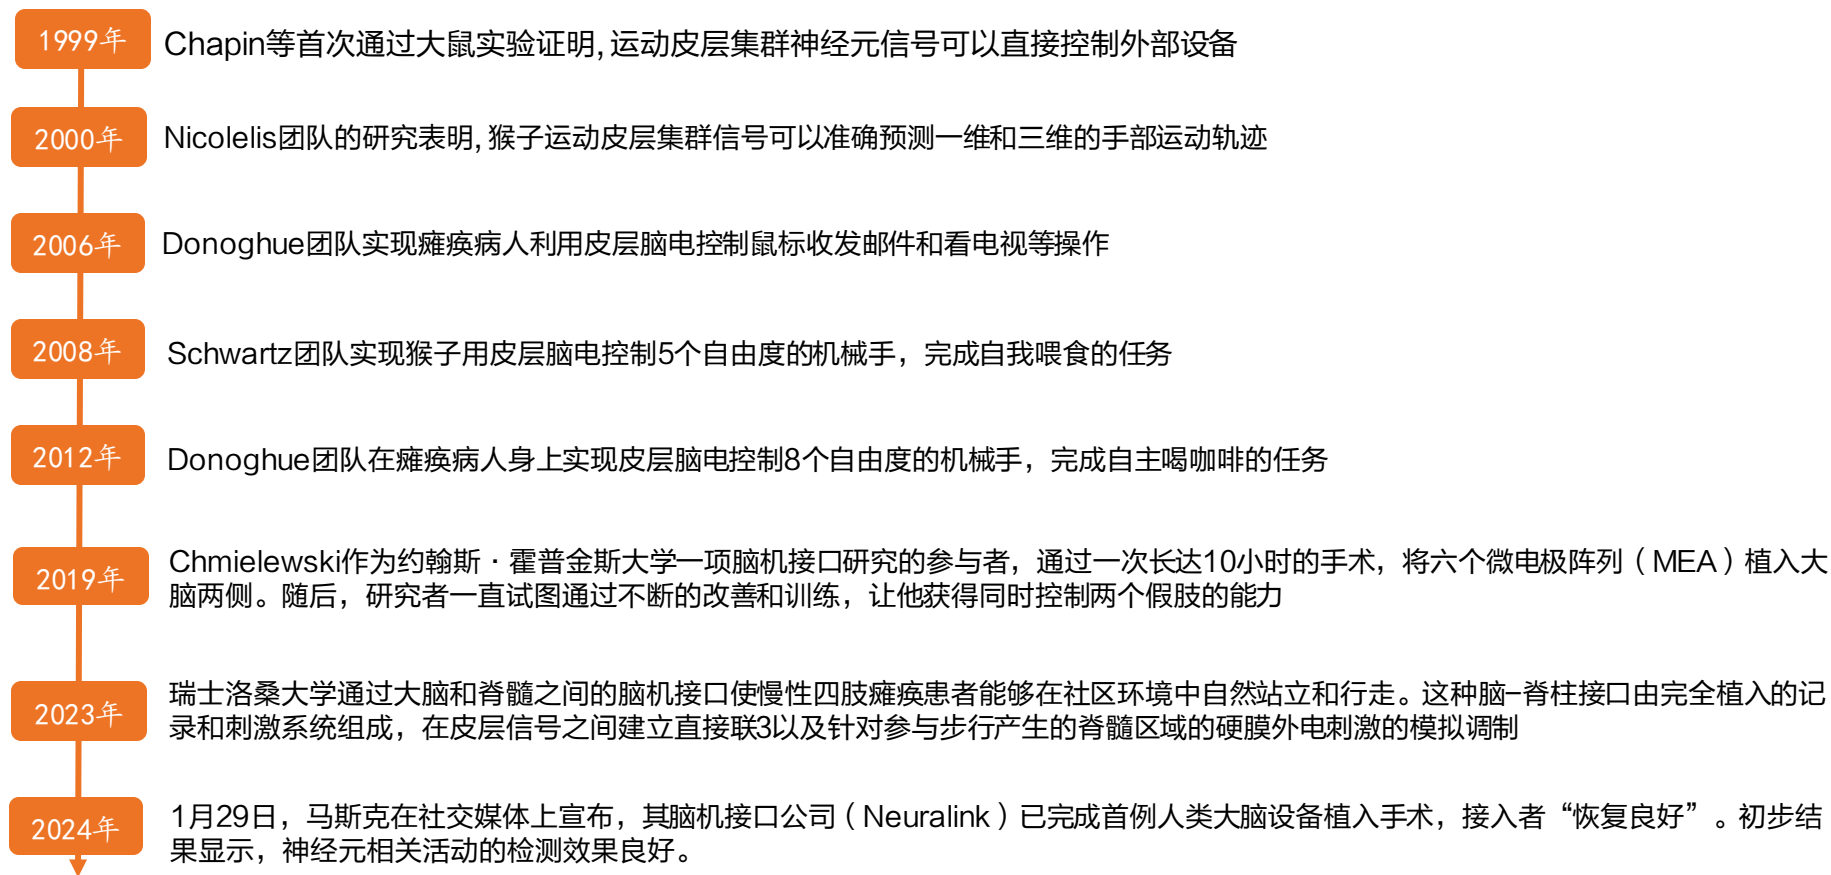 1999年
Chapin等首次通过大鼠实验证明,运动皮层集群神经元信号可以直接控制外部设备
2000年
Nicolelis团队的研究表明,猴子运动皮层集群信号可以准确预测一维和三维的手部运动轨迹
2006年
Donoghue团队实现瘫痪病人利用皮层脑电控制鼠标收发邮件和看电视等操作
2008年
Schwartz团队实现猴子用皮层脑电控制5个自由度的机械手，完成自我喂食的任务
2012年
Donoghue团队在瘫痪病人身上实现皮层脑电控制8个自由度的机械手，完成自主喝咖啡的任务
2019年
Chmielewski作为约翰斯·霍普金斯大学一项脑机接口研究的参与者，通过一次长达10小时的手术，将六个微电极阵列（MEA）植入大
脑两侧。随后，研究者一直试图通过不断的改善和训练，让他获得同时控制两个假肢的能力
2023年
瑞士洛桑大学通过大脑和脊髓之间的脑机接口使慢性四肢瘫痪患者能够在社区环境中自然站立和行走。这种脑-脊柱接口由完全植入的记
录和刺激系统组成，在皮层信号之间建立直接联3以及针对参与步行产生的脊髓区域的硬膜外电刺激的模拟调制
2024年
1月29日，马斯克在社交媒体上宣布，其脑机接口公司（Neuralink）已完成首例人类大脑设备植入手术，接入者“恢复良好”。初步结
果显示，神经元相关活动的检测效果良好。